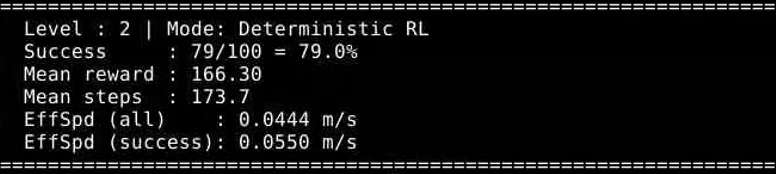 Level : 2 | Mode: Deterministic RL
Success     : 79/100 = 79.0%
Mean reward : 166.30
Mean steps  : 173.7
EffSpd (all)    : 0.0444 m/s
EffSpd (success): 0.0550 m/s